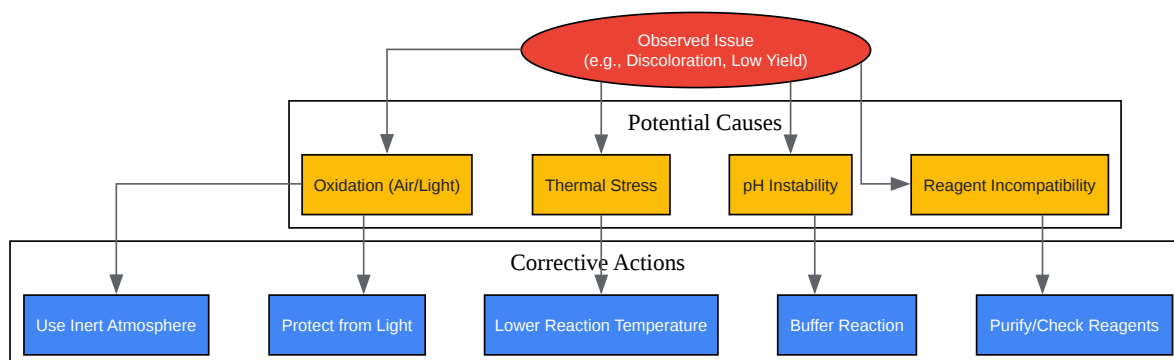 Observed Issue
(e.g., Discoloration, Low Yield)
Potential Causes
Oxidation (Air/Light)
Thermal Stress
pH Instability
Reagent Incompatibility
Corrective Actions
Use Inert Atmosphere
Protect from Light
Lower Reaction Temperature
Buffer Reaction
Purify/Check Reagents